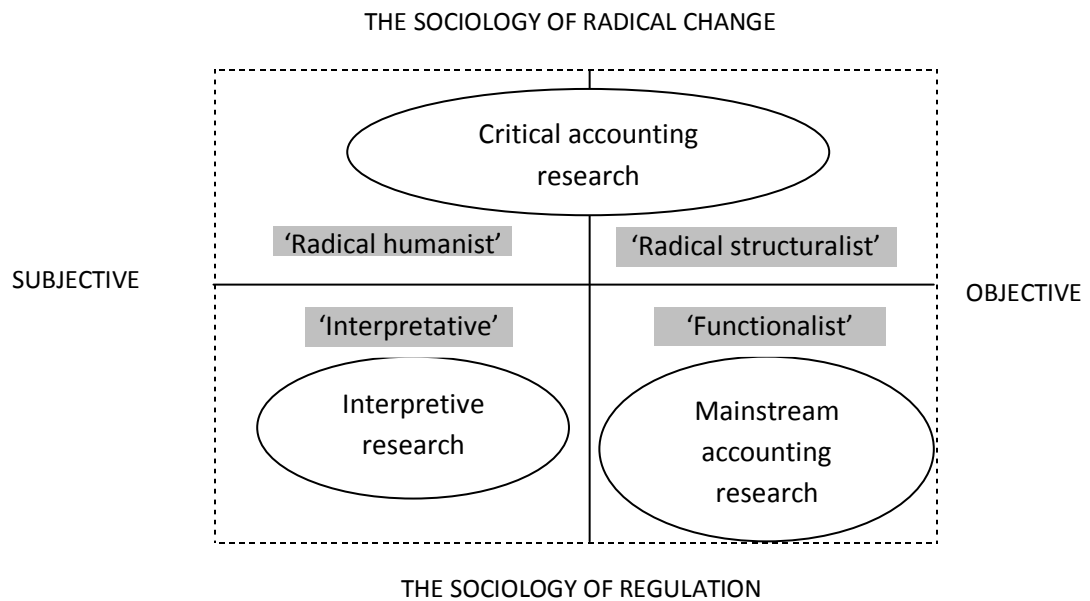 THE SOCIOLOGY OF RADICAL CHANGE
Critical accounting
research
‘Radical humanist’
‘Radical structuralist’
SUBJECTIVE
OBJECTIVE
‘Interpretative’
‘Functionalist’
Interpretive
research
Mainstream
accounting
research
THE SOCIOLOGY OF REGULATION